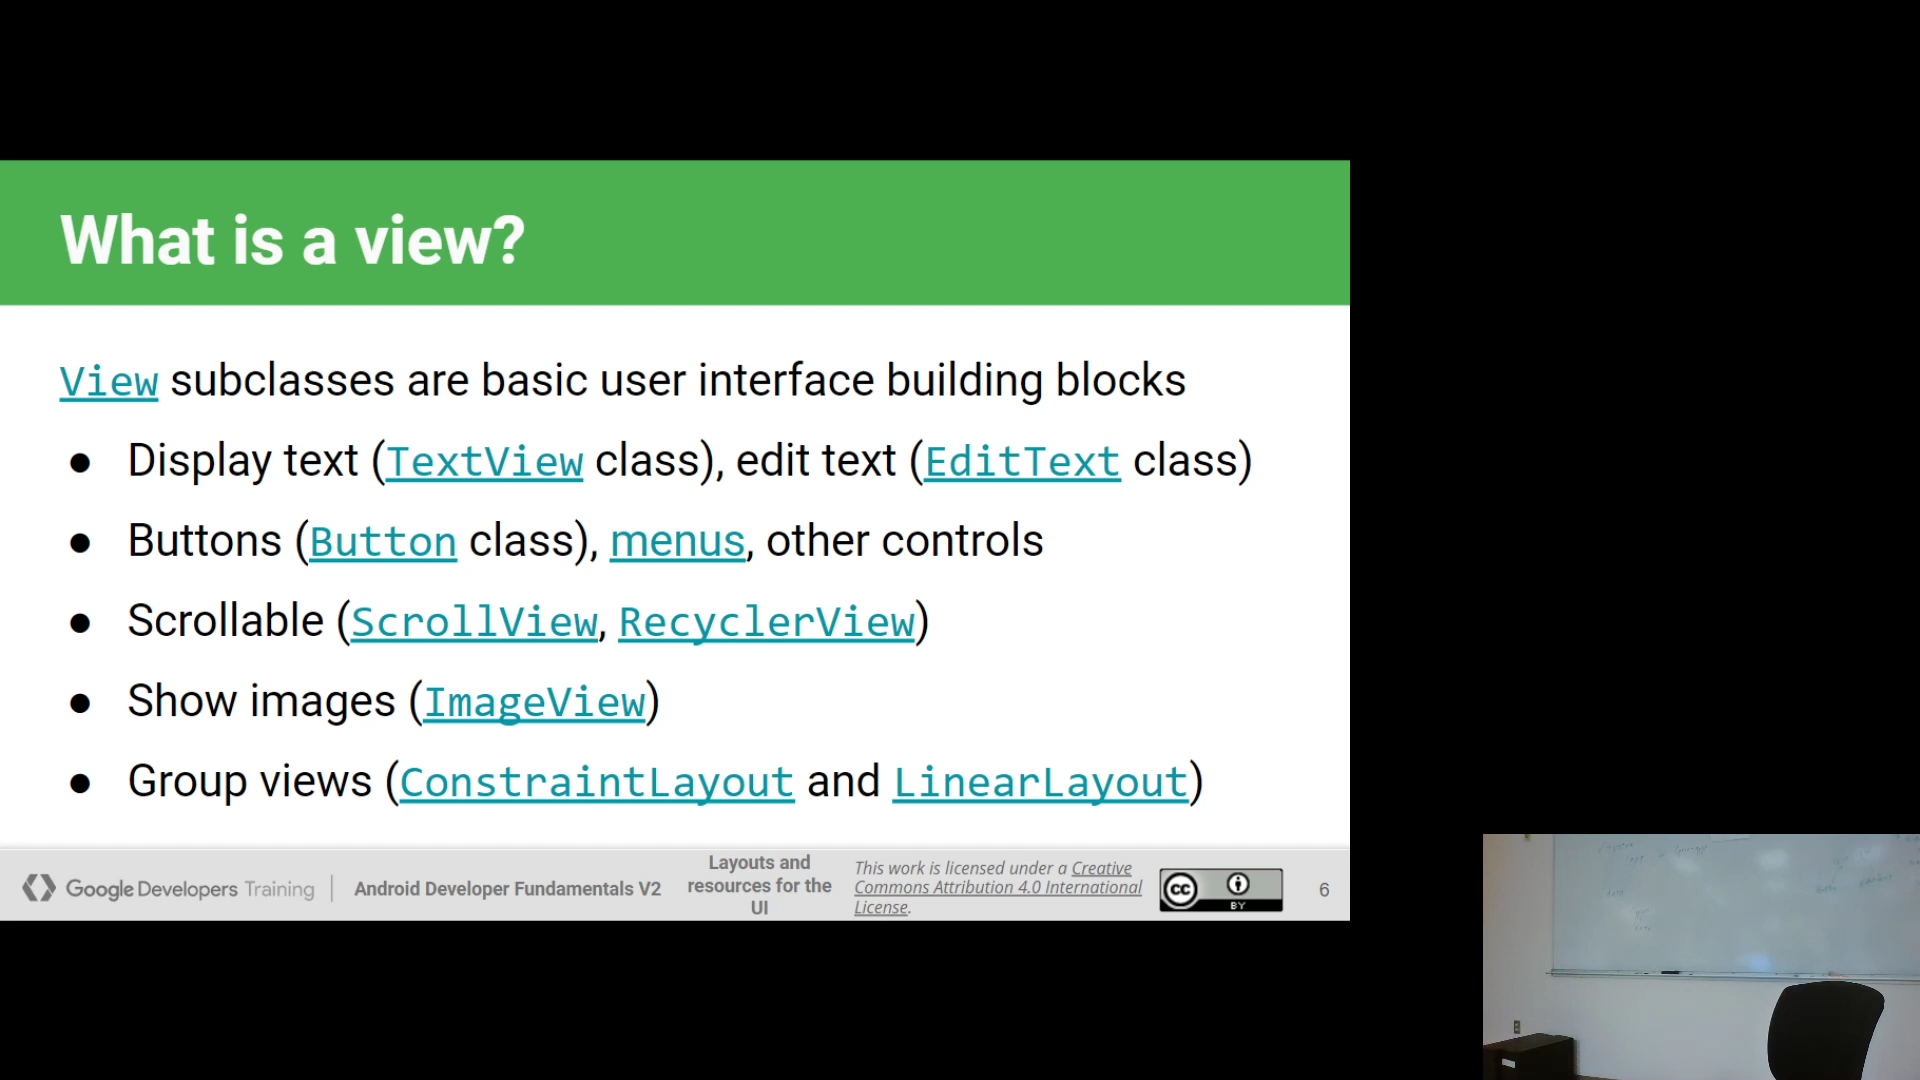 What is a view?
View subclasses are basic user interface building blocks
● Display text (TextView class), edit text (EditText class)
● Buttons (Button class), menus, other controls
● Scrollable (ScrollView, RecyclerView)
● Show images (ImageView)
● Group views (ConstraintLayout and LinearLayout)
Google Developers Training
Android Developer Fundamentals V2
Layouts and
resources for the
UI
This work is licensed under a Creative
Commons Attribution 4.0 International
License.
cc
BY
6